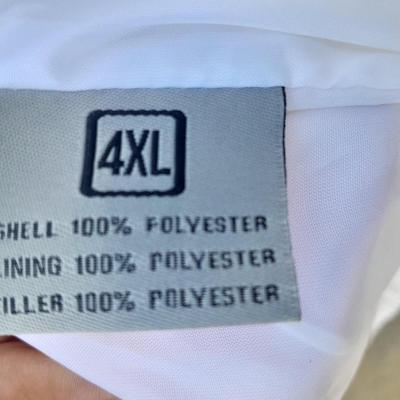 4XL
SHELL 100% POLYESTER
LINING 100% POLYESTER
FILLER 100% POLYESTER